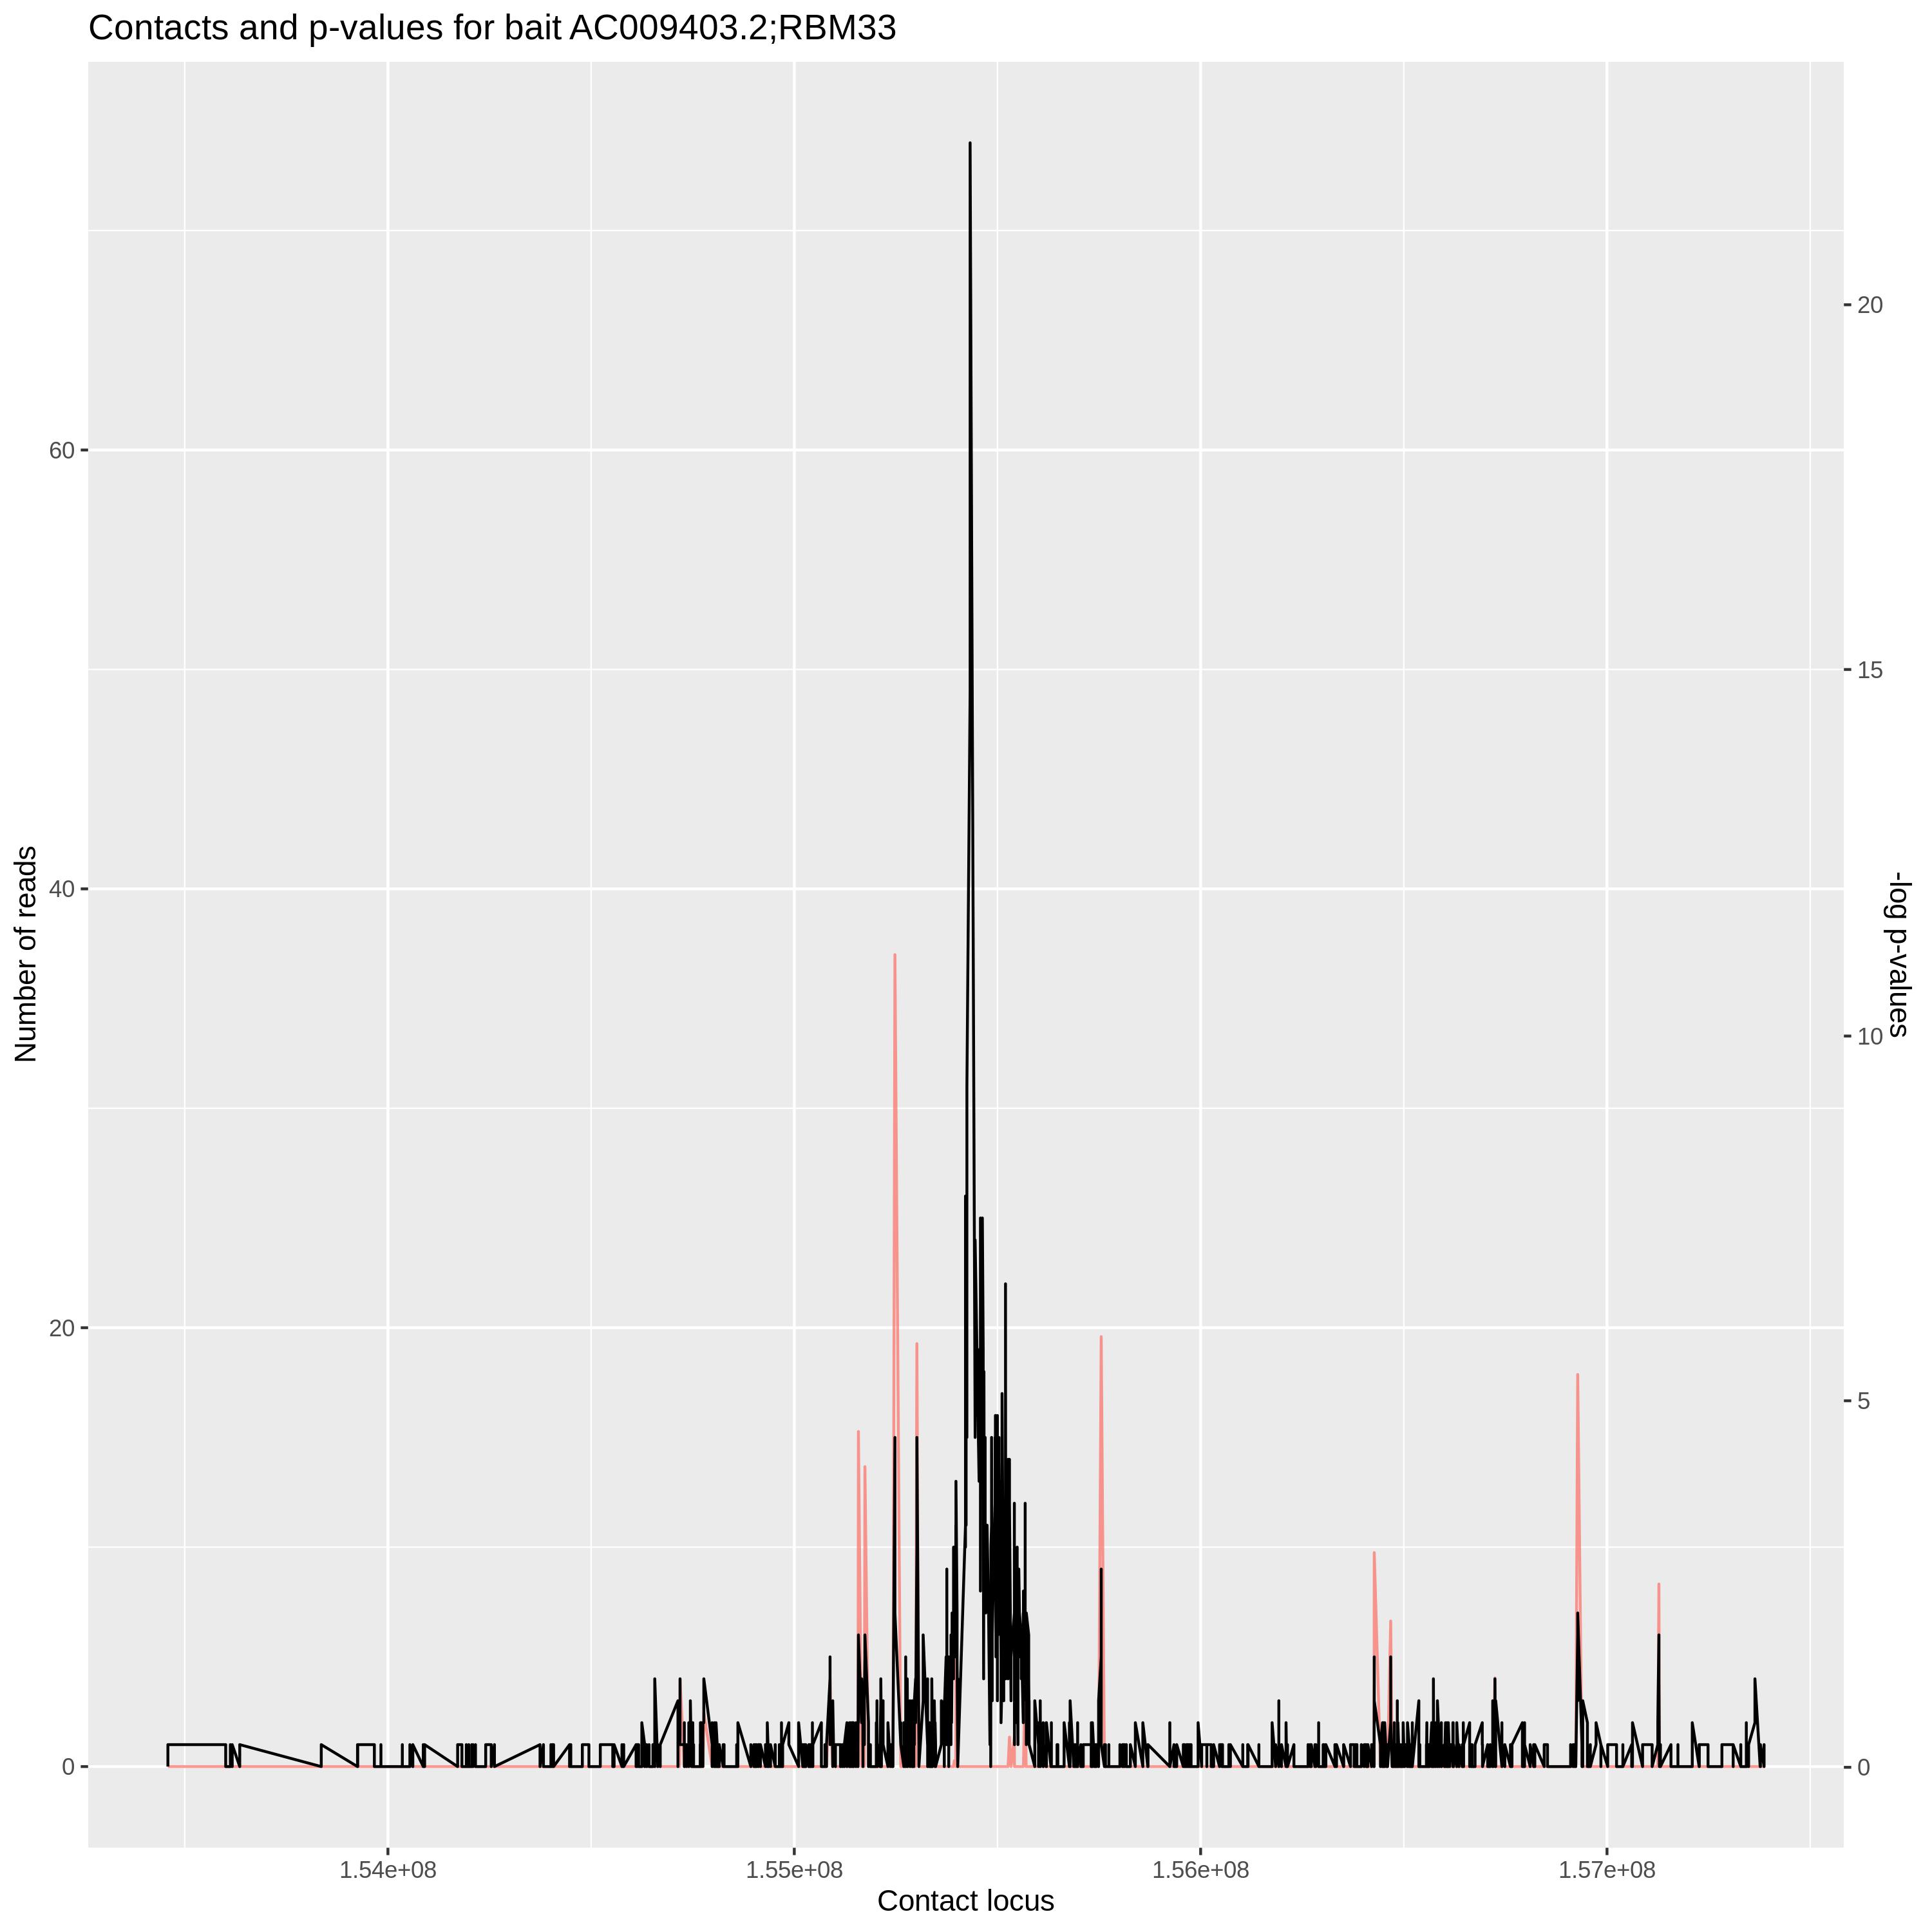 Contacts and p-values for bait AC009403.2;RBM33
Number of reads
60
40
20
0
20
15
10
5
0
-log p-values
1.54e+08
1.55e+08
1.56e+08
1.57e+08
Contact locus